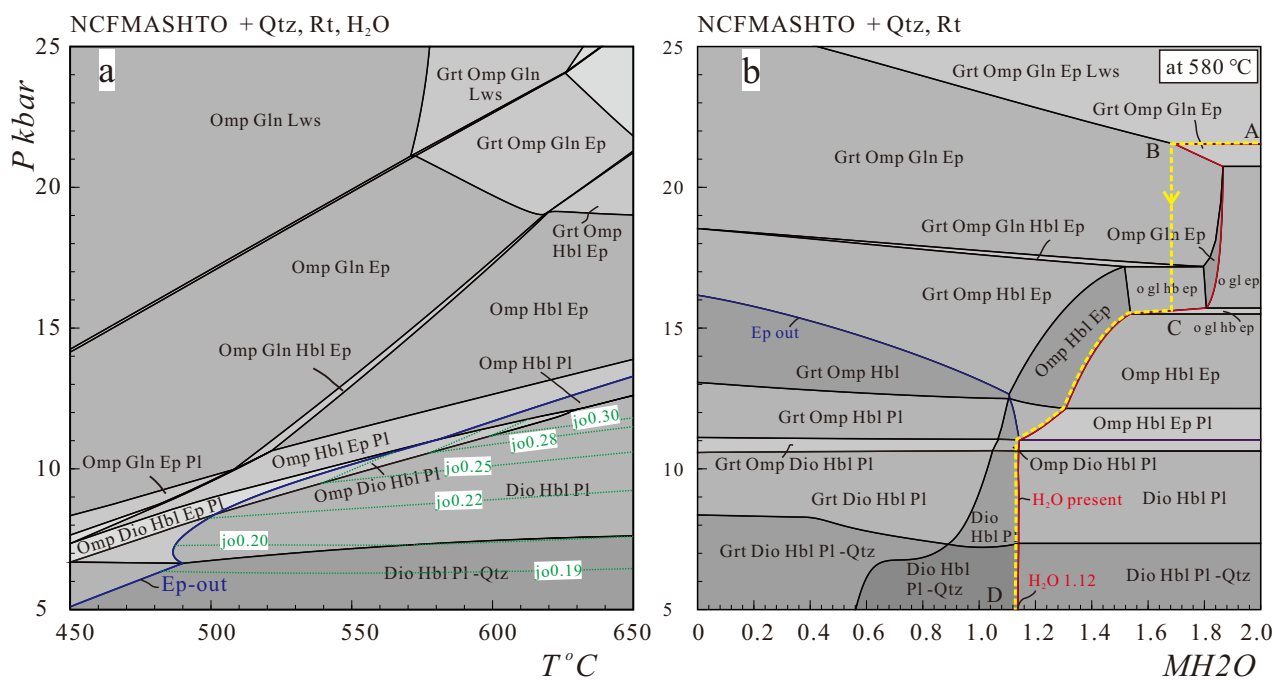 NCFMASHTO + Qtz, Rt, H₂O
a
P kbar
25
20
15
10
5
450
500
550
600
650
T °C
Omp Gln Lws
Grt Omp Gln
Lws
Grt Omp Gln Ep
Grt Omp
Hbl Ep
Omp Gln Ep
Omp Hbl Ep
Omp Gln Hbl Ep
Omp Hbl Pl
Omp Gln Ep Pl
Omp Hbl Ep Pl
Omp Dio Hbl Ep Pl
Omp Dio Hbl Pl
Dio Hbl Pl
jo0.30
jo0.28
jo0.25
jo0.22
jo0.20
jo0.19
Dio Hbl Pl -Qtz
Ep-out
NCFMASHTO + Qtz, Rt
b
at 580 °C
25
20
15
10
5
0
0.2
0.4
0.6
0.8
1.0
1.2
1.4
1.6
1.8
2.0
MH2O
Grt Omp Gln Ep Lws
Grt Omp Gln Ep
A
B
Grt Omp Gln Ep
Grt Omp Gln Hbl Ep
Omp Gln Ep
Grt Omp Hbl Ep
o gl hb ep
o gl ep
Ep out
Omp Hbl Ep
C
o gl hb ep
Grt Omp Hbl
Omp Hbl Ep
Grt Omp Hbl Pl
Omp Hbl Ep Pl
Grt Omp Dio Hbl Pl
Omp Dio Hbl Pl
Grt Dio Hbl Pl
H₂O present
Dio Hbl Pl
Dio
Hbl P
Grt Dio Hbl Pl -Qtz
Dio Hbl
Pl -Qtz
D
H₂O 1.12
Dio Hbl Pl -Qtz